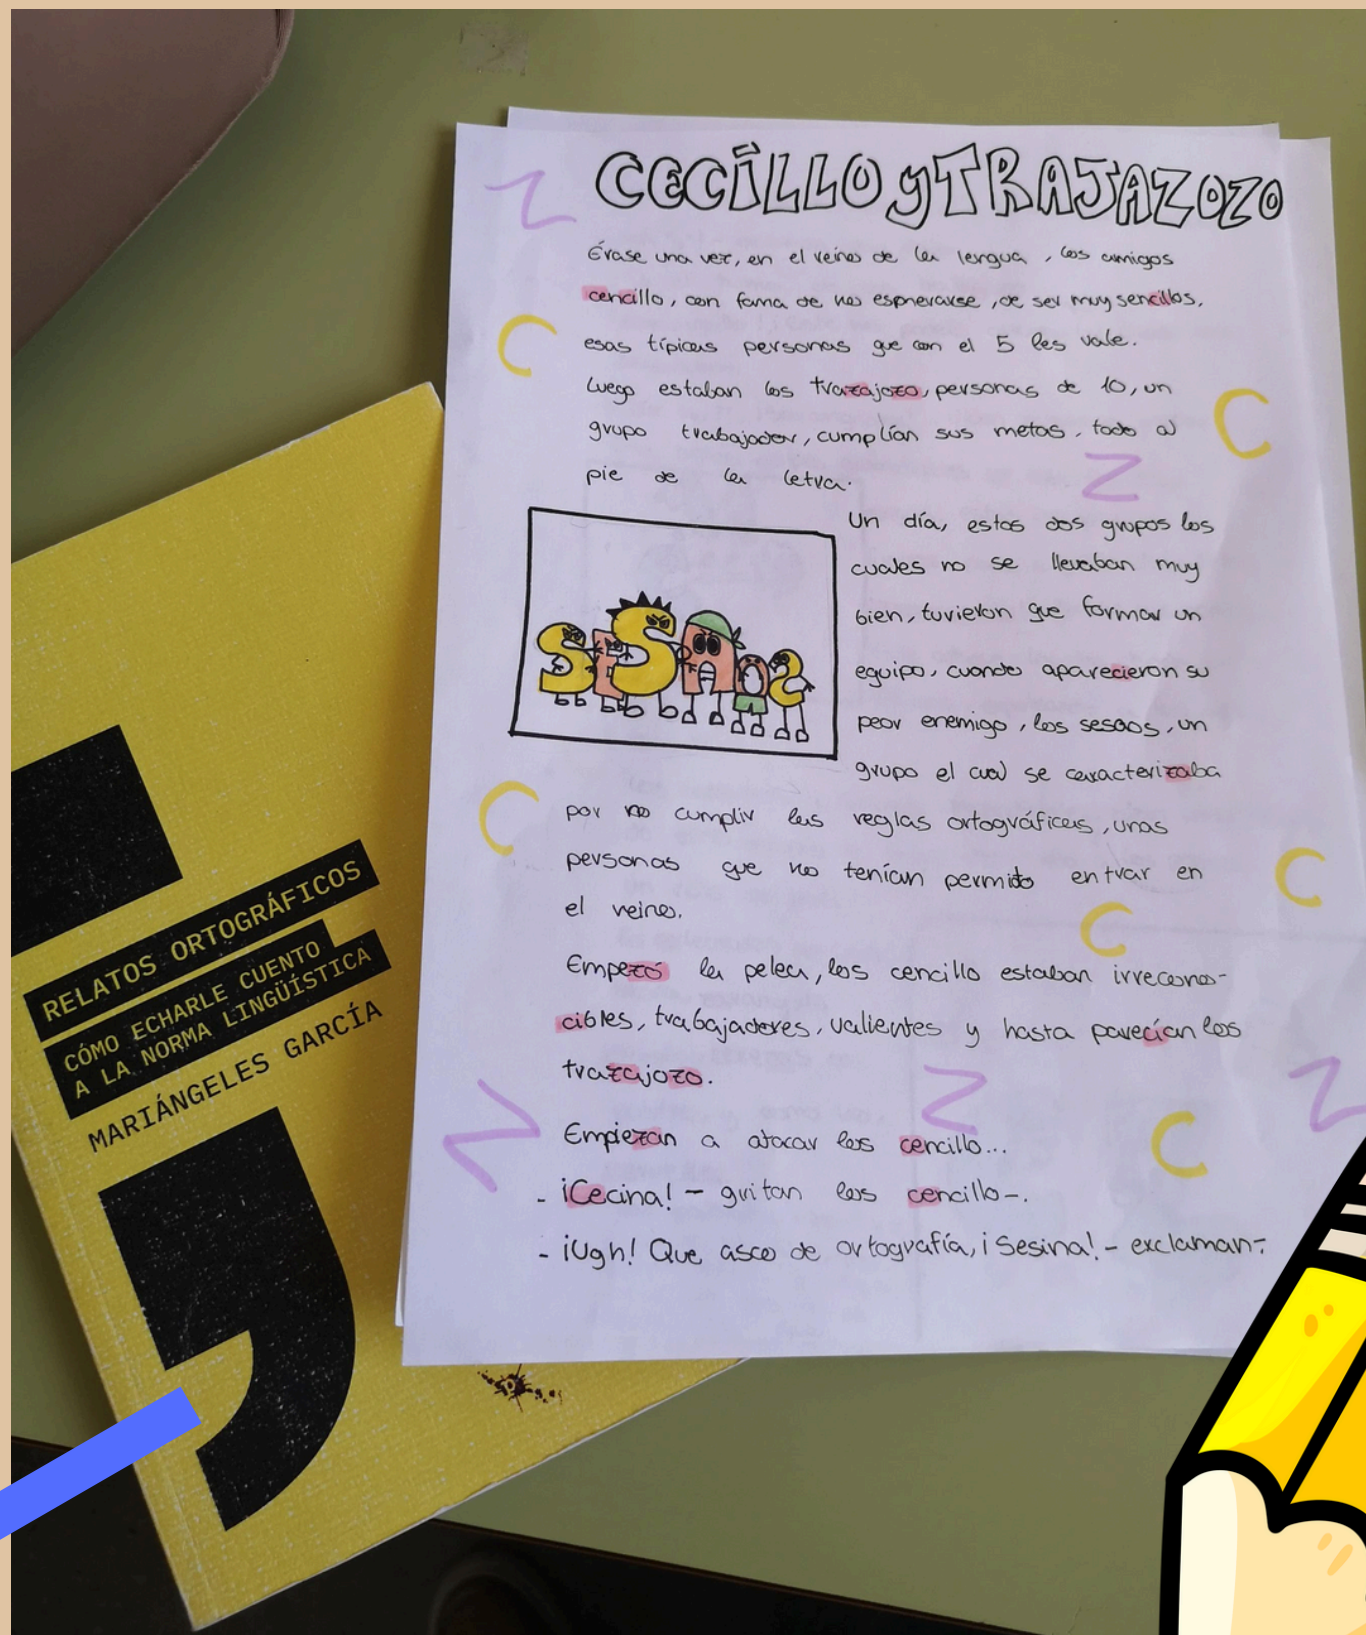 CECILLO y TRAJAZOZO
Érase una vez, en el reino de la lengua, los amigos
cencillo, con fama de no esperarse, de ser muy sencillos,
esas típicas personas que con el 5 les vale.
Luego estaban los trazajozo, personas de 10, un
grupo trabajador, cumplían sus metas, todo al
pie de la letra.
Un día, estos dos grupos los
cuales no se llevaban muy
bien, tuvieron que formar un
equipo, cuando aparecieron su
peor enemigo, los sesaos, un
grupo el cual se caracterizaba
por no cumplir las reglas ortográficas, unas
personas que no tenían permito entrar en
el reino.
Empezó la pelea, los cencillo estaban irrecono-
cibles, trabajadores, valientes y hasta parecían los
trazajozo.
Empiezan a atacar los cencillo...
- ¡Cecina! - gritan los cencillo -.
- ¡Ugh! Que asco de ortografía, ¡Sesina! - exclaman -
SESAOS
Z
C
C
Z
C
C
C
Z
Z
Z
C
RELATOS ORTOGRÁFICOS
CÓMO ECHARLE CUENTO
A LA NORMA LINGÜÍSTICA
MARIÁNGELES GARCÍA